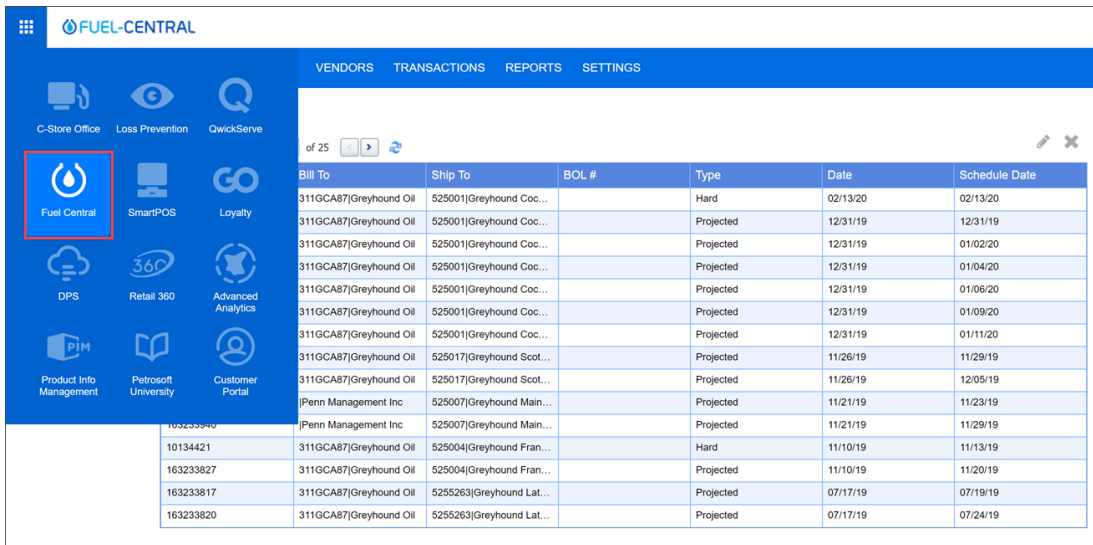 FUEL-CENTRAL
VENDORS TRANSACTIONS REPORTS SETTINGS
C-Store Office Loss Prevention QwickServe
GO
Fuel Central SmartPOS Loyalty
360
DPS Retail 360 Advanced
Analytics
PIM
Product Info Petrosoft Customer
Management University Portal
of 25
Bill To Ship To BOL # Type Date Schedule Date
311GCA87|Greyhound Oil 525001|Greyhound Coc... Hard 02/13/20 02/13/20
311GCA87|Greyhound Oil 525001|Greyhound Coc... Projected 12/31/19 12/31/19
311GCA87|Greyhound Oil 525001|Greyhound Coc... Projected 12/31/19 01/02/20
311GCA87|Greyhound Oil 525001|Greyhound Coc... Projected 12/31/19 01/04/20
311GCA87|Greyhound Oil 525001|Greyhound Coc... Projected 12/31/19 01/06/20
311GCA87|Greyhound Oil 525001|Greyhound Coc... Projected 12/31/19 01/09/20
311GCA87|Greyhound Oil 525001|Greyhound Coc... Projected 12/31/19 01/11/20
311GCA87|Greyhound Oil 525017|Greyhound Scot... Projected 11/26/19 11/29/19
311GCA87|Greyhound Oil 525017|Greyhound Scot... Projected 11/26/19 12/05/19
|Penn Management Inc 525007|Greyhound Main... Projected 11/21/19 11/23/19
163233940 |Penn Management Inc 525007|Greyhound Main... Projected 11/21/19 11/29/19
10134421 311GCA87|Greyhound Oil 525004|Greyhound Fran... Hard 11/10/19 11/13/19
163233827 311GCA87|Greyhound Oil 525004|Greyhound Fran... Projected 11/10/19 11/20/19
163233817 311GCA87|Greyhound Oil 5255263|Greyhound Lat... Projected 07/17/19 07/19/19
163233820 311GCA87|Greyhound Oil 5255263|Greyhound Lat... Projected 07/17/19 07/24/19